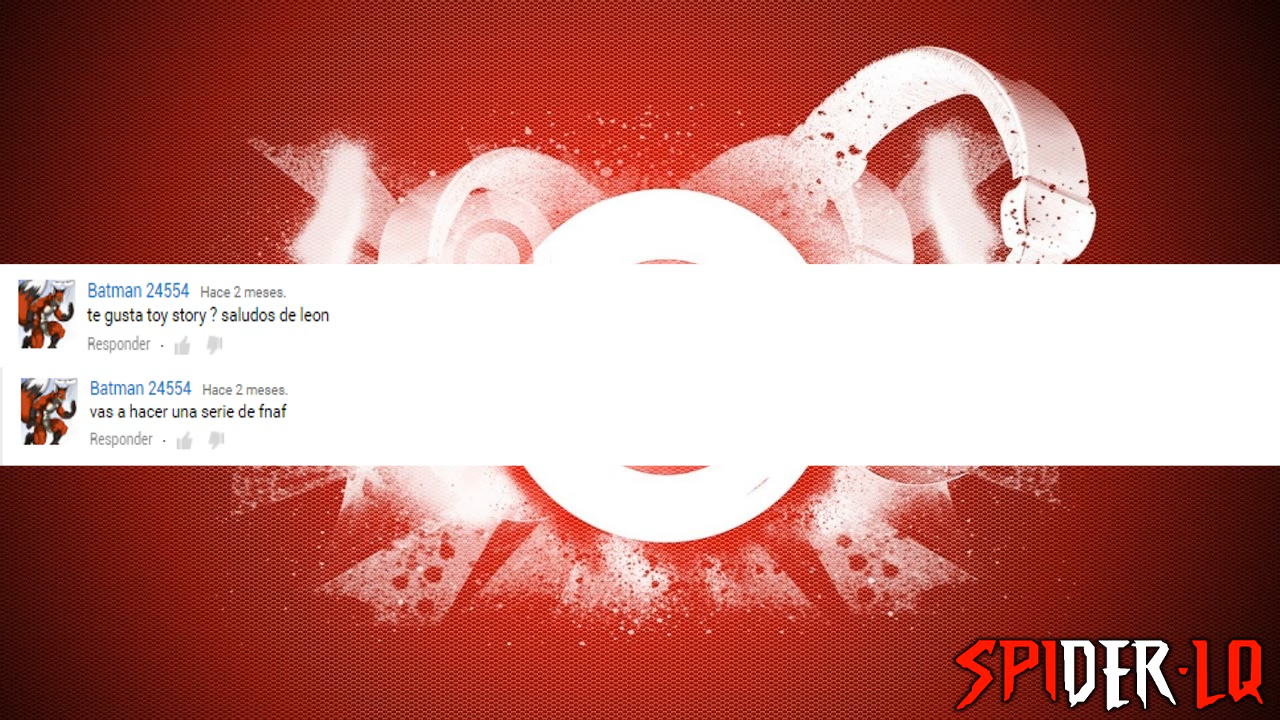 Batman 24554 Hace 2 meses.
te gusta toy story ? saludos de leon
Responder ·
Batman 24554 Hace 2 meses.
vas a hacer una serie de fnaf
Responder ·
SPIDER-LQ